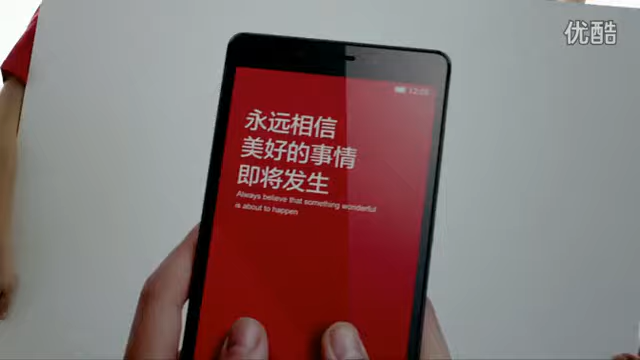 优酷
12:05
永远相信
美好的事情
即将发生
Always believe that something wonderful
is about to happen